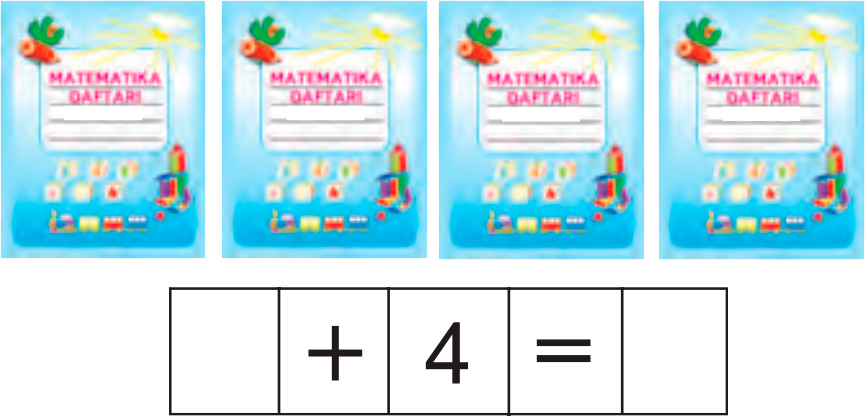 MATEMATIKA
DAFTARI
MATEMATIKA
DAFTARI
MATEMATIKA
DAFTARI
MATEMATIKA
DAFTARI
+ 4 =